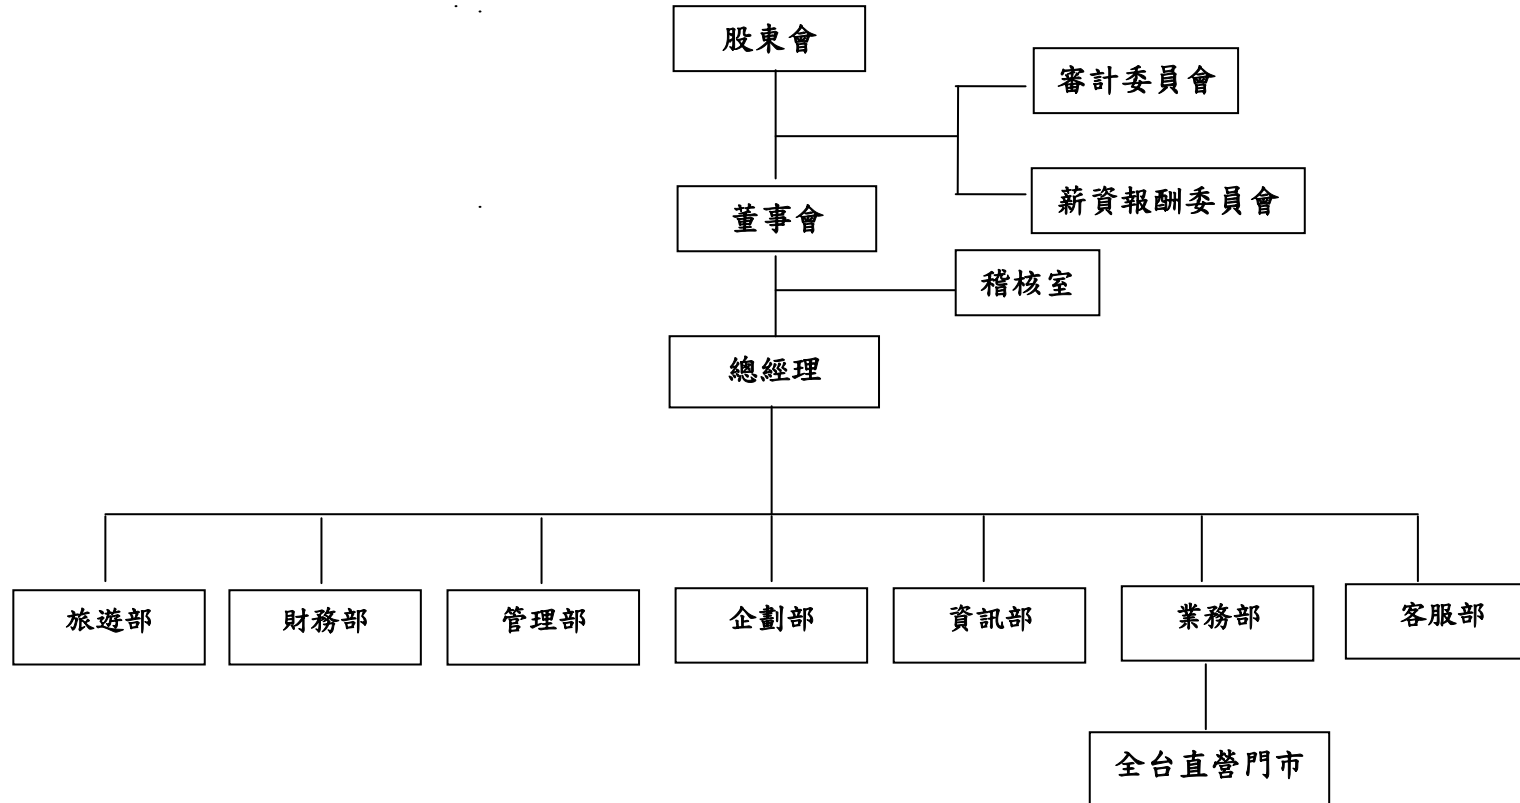 股東會
審計委員會
薪資報酬委員會
董事會
稽核室
總經理
旅遊部
財務部
管理部
企劃部
資訊部
業務部
客服部
全台直營門市